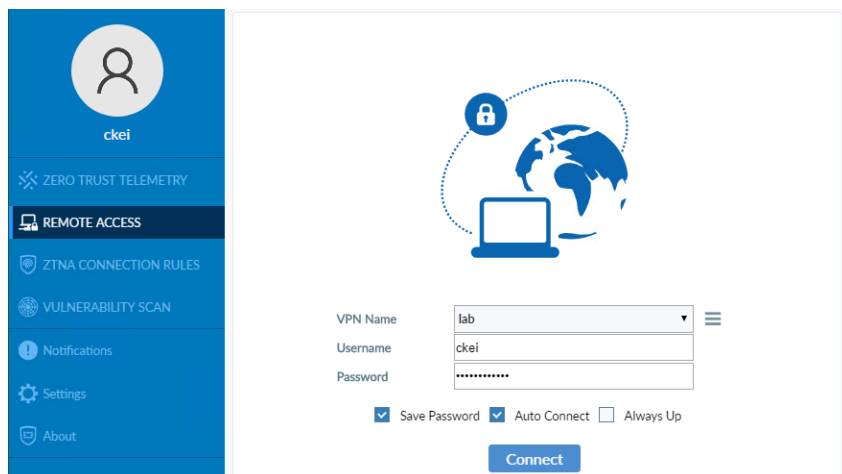 ckei
ZERO TRUST TELEMETRY
REMOTE ACCESS
ZTNA CONNECTION RULES
VULNERABILITY SCAN
Notifications
Settings
About
VPN Name lab
Username ckei
Password ••••••••••••
Save Password Auto Connect Always Up
Connect